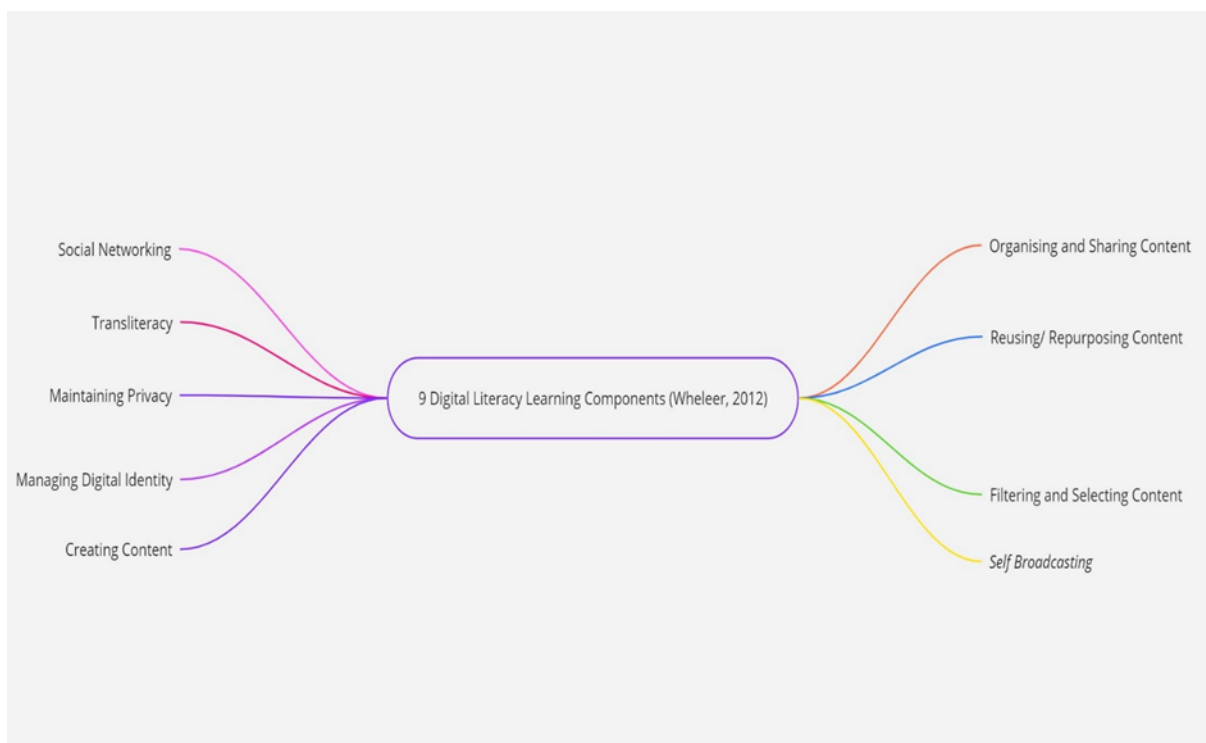 Social Networking
Transliteracy
Maintaining Privacy
Managing Digital Identity
Creating Content
9 Digital Literacy Learning Components (Wheleer, 2012)
Organising and Sharing Content
Reusing/ Repurposing Content
Filtering and Selecting Content
Self Broadcasting